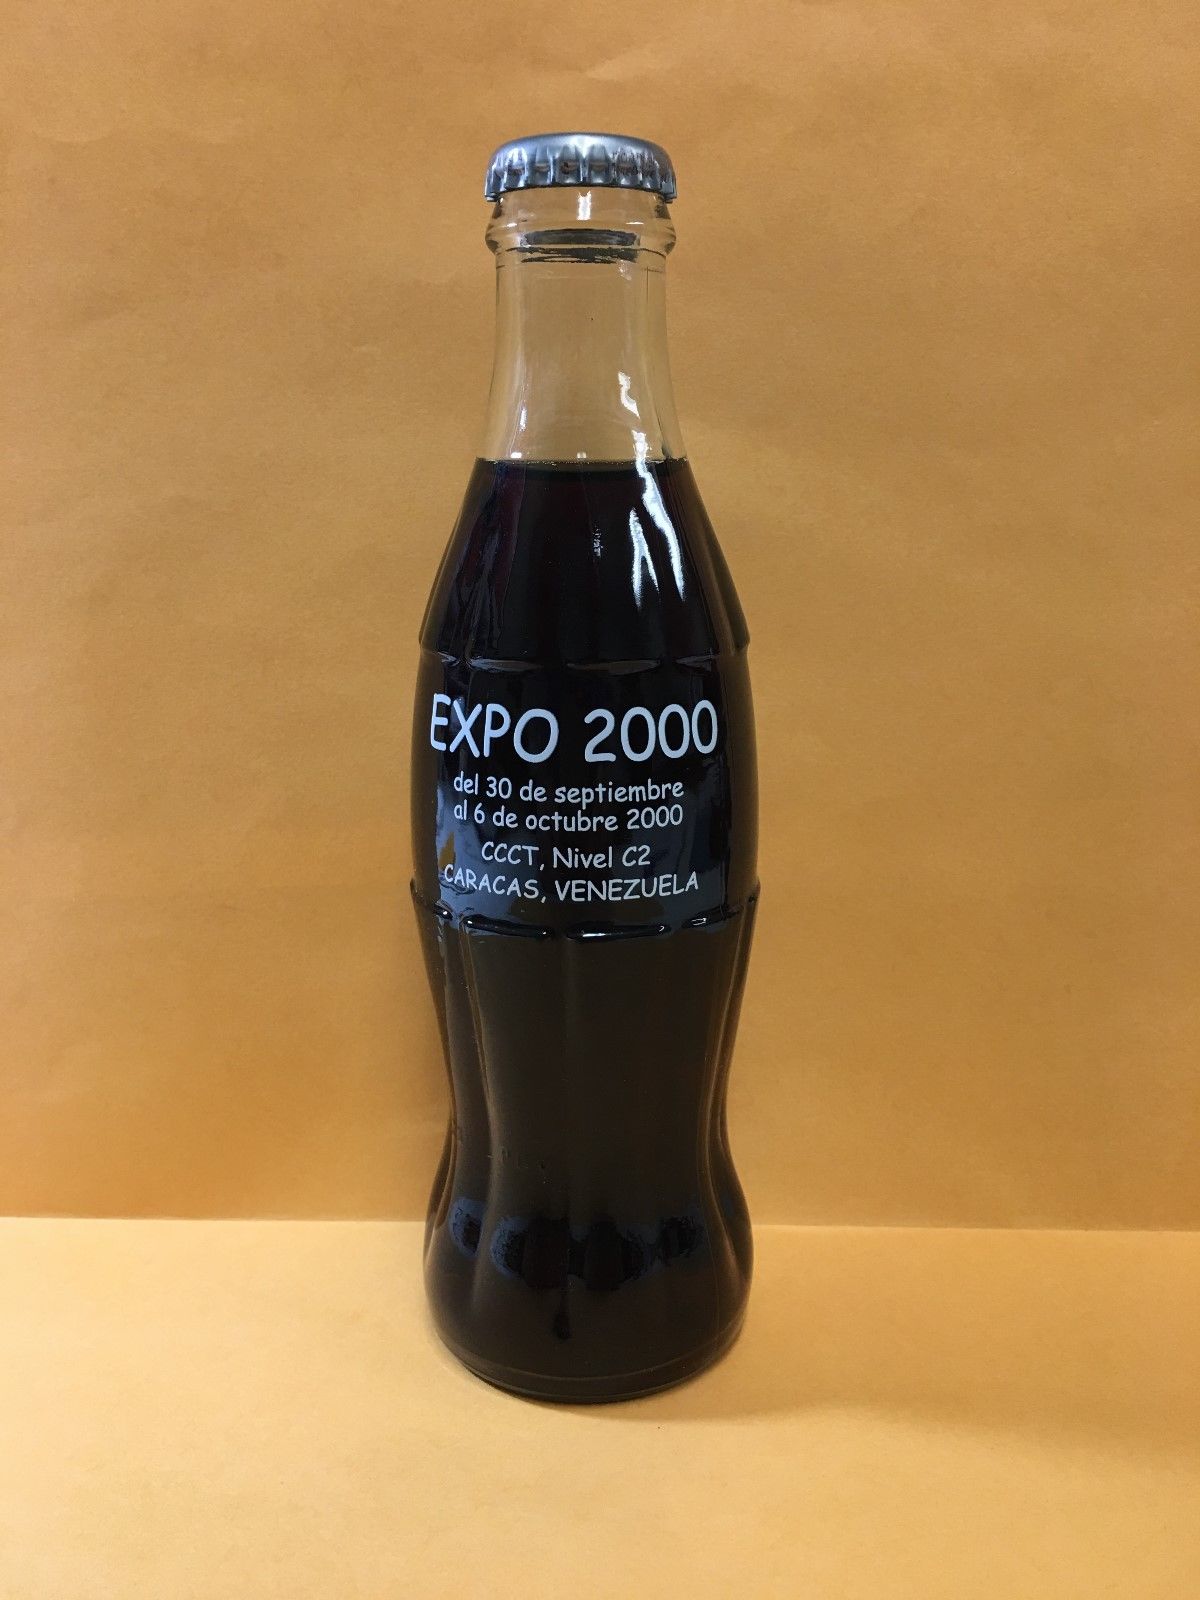 EXPO 2000
del 30 de septiembre
al 6 de octubre 2000
CCCT, Nivel C2
CARACAS, VENEZUELA